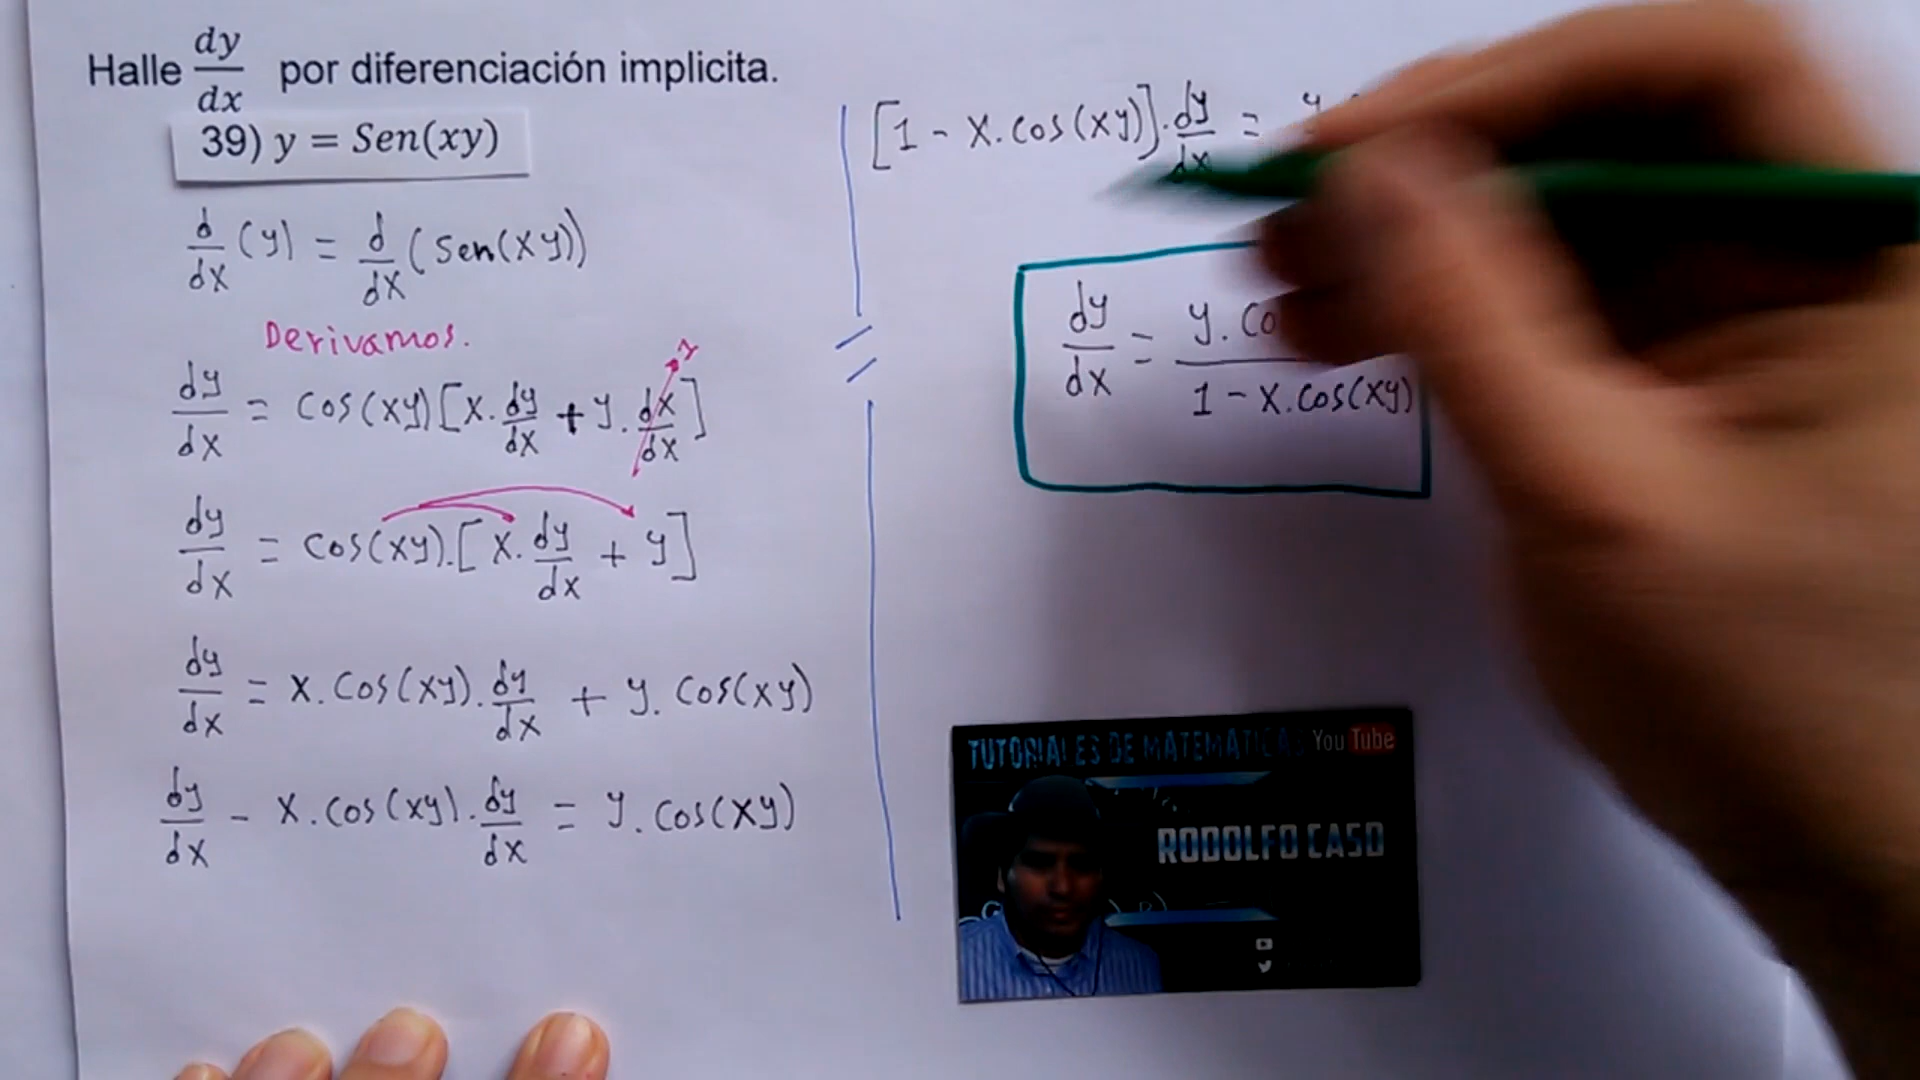 Halle dy/dx por diferenciación implicita.
39) y = Sen(xy)
d/dx (y) = d/dx (Sen(xy))
Derivamos.
dy/dx = cos(xy)[x.dy/dx + y.dx/dx] 1
dy/dx = cos(xy).[x.dy/dx + y]
dy/dx = x.cos(xy).dy/dx + y.cos(xy)
dy/dx - x.cos(xy).dy/dx = y.cos(xy)
[1 - x.cos(xy)].dy/dx = y
dy/dx = y.co / 1 - x.cos(xy)
TUTORIALES DE MATEMATICAS YouTube
RODOLFO CASO